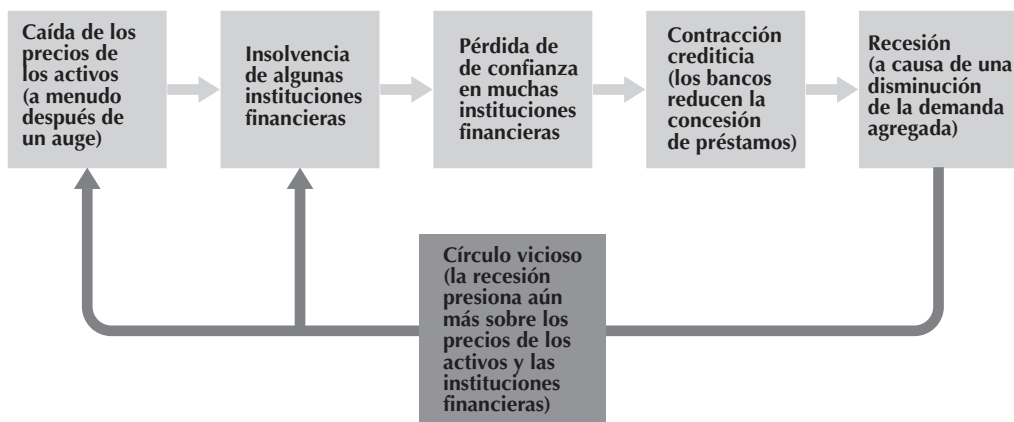 Caída de los
precios de
los activos
(a menudo
después de
un auge)
Insolvencia
de algunas
instituciones
financieras
Pérdida de
de confianza
en muchas
instituciones
financieras
Contracción
crediticia
(los bancos
reducen la
concesión
de préstamos)
Recesión
(a causa de una
disminución
de la demanda
agregada)
Círculo vicioso
(la recesión
presiona aún
más sobre los
precios de los
activos y las
instituciones
financieras)